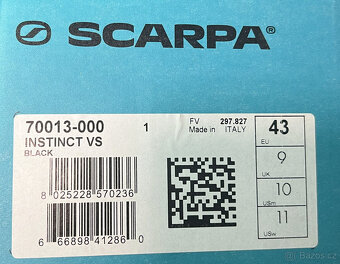 SCARPA®
70013-000 1
INSTINCT VS
BLACK
FV 297.827
Made in ITALY
8 025228 570236
6 66898 41286 0
43
EU
9
UK
10
USm
11
USw
Bazoš.cz